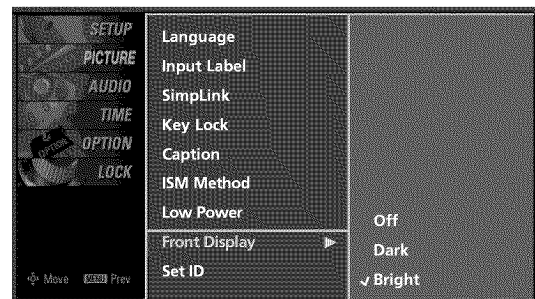 SETUP
PICTURE
AUDIO
TIME
OPTION
OPTION
LOCK
Move MENU Prev
Language
Input Label
SimpLink
Key Lock
Caption
ISM Method
Low Power
Front Display
Set ID
Off
Dark
Bright